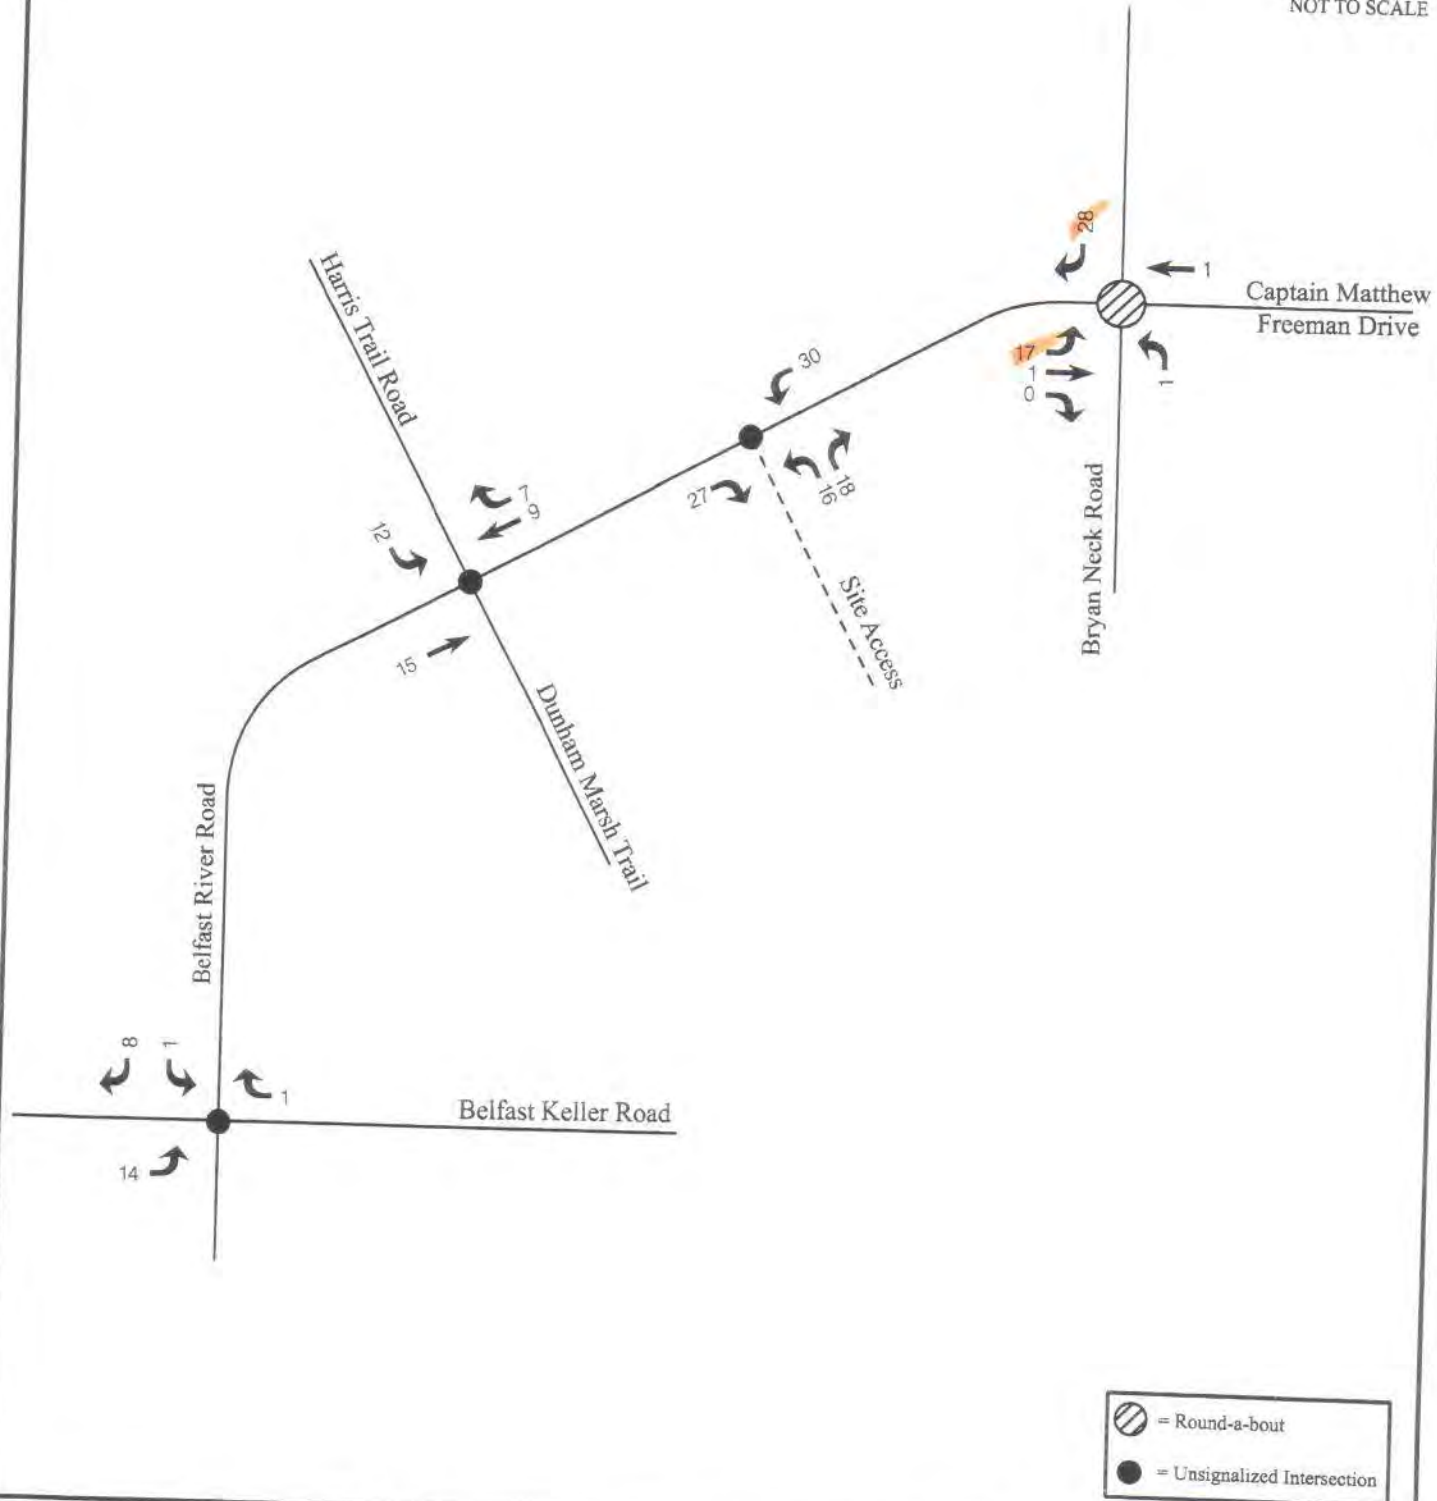 NOT TO SCALE
28
1
Captain Matthew
Freeman Drive
17
1
0
1
Harris Trail Road
30
18
16
27
7
9
12
15
Site Access
Bryan Neck Road
Dunham Marsh Trail
Belfast River Road
8
1
1
14
Belfast Keller Road
= Round-a-bout
= Unsignalized Intersection